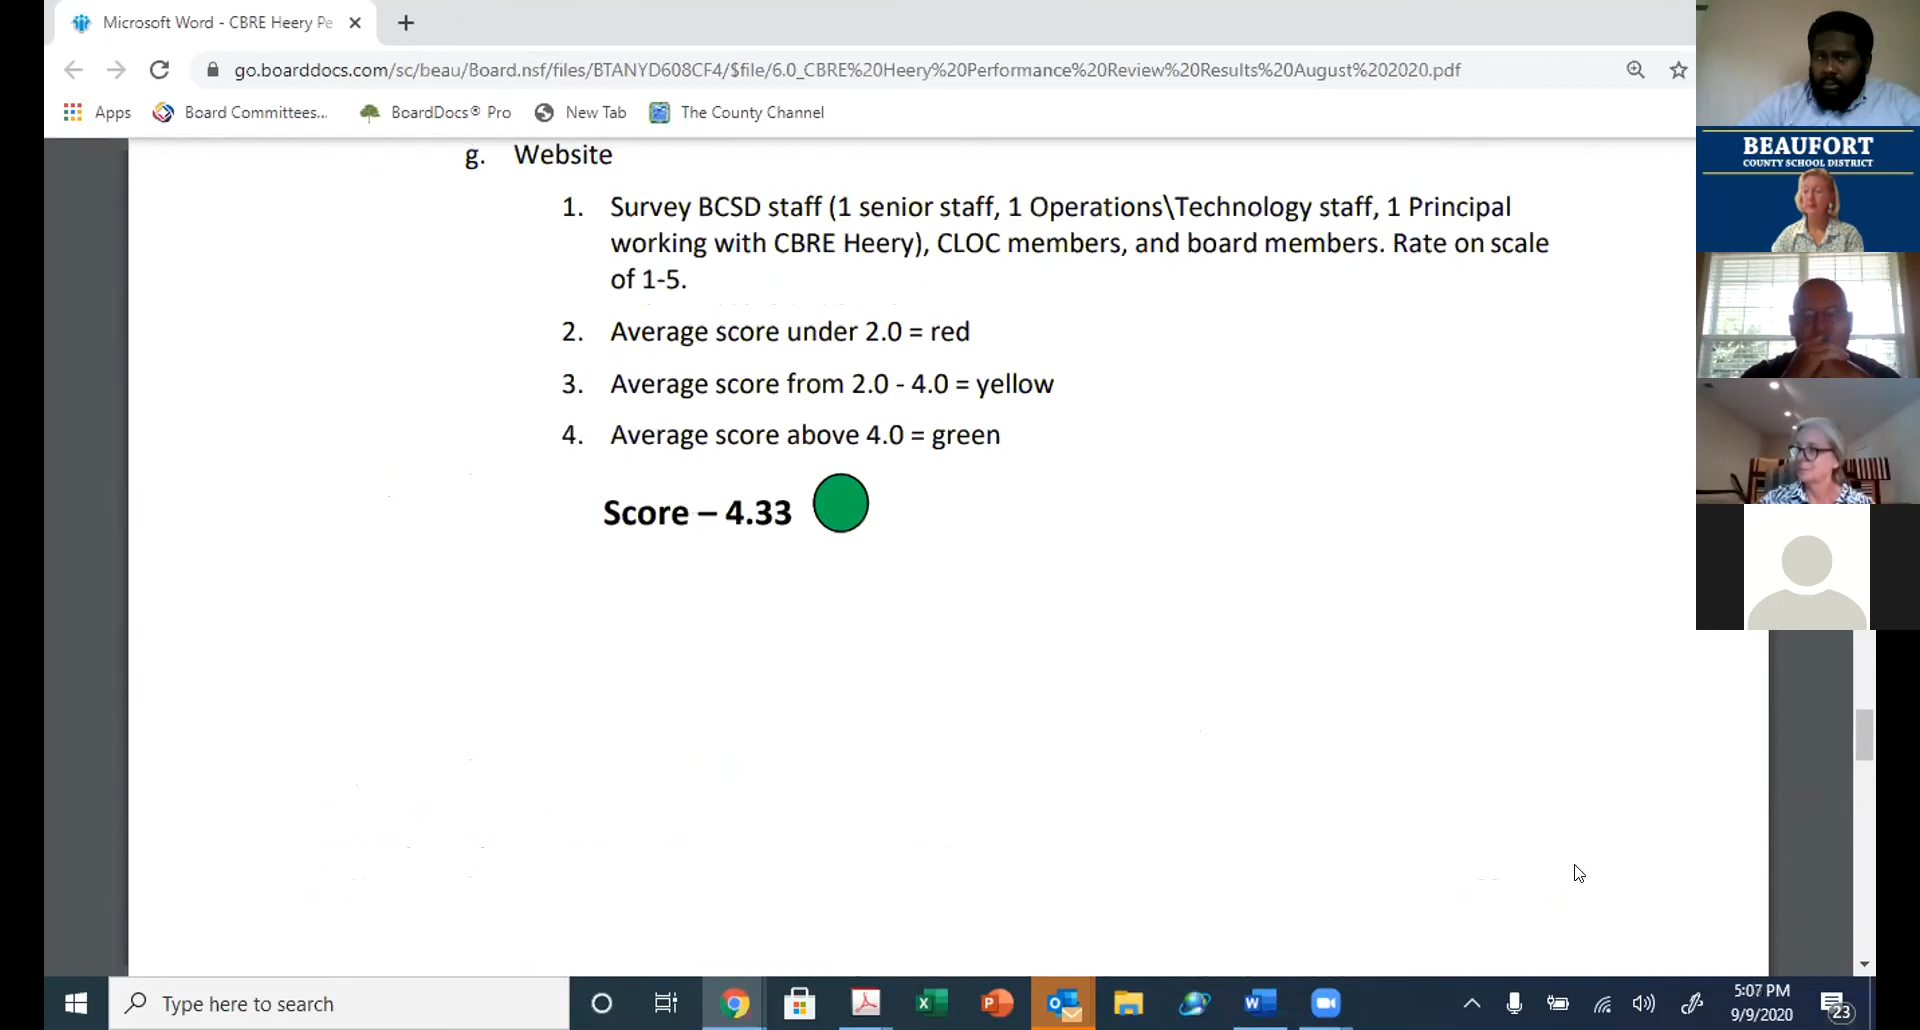 Microsoft Word - CBRE Heery Pe
go.boarddocs.com/sc/beau/Board.nsf/files/BTANYD608CF4/$file/6.0_CBRE%20Heery%20Performance%20Review%20Results%20August%202020.pdf
Apps Board Committees... BoardDocs® Pro New Tab The County Channel
BEAUFORT
COUNTY SCHOOL DISTRICT
g. Website
1. Survey BCSD staff (1 senior staff, 1 Operations\Technology staff, 1 Principal
working with CBRE Heery), CLOC members, and board members. Rate on scale
of 1-5.
2. Average score under 2.0 = red
3. Average score from 2.0 - 4.0 = yellow
4. Average score above 4.0 = green
Score – 4.33
Type here to search
5:07 PM
9/9/2020
23